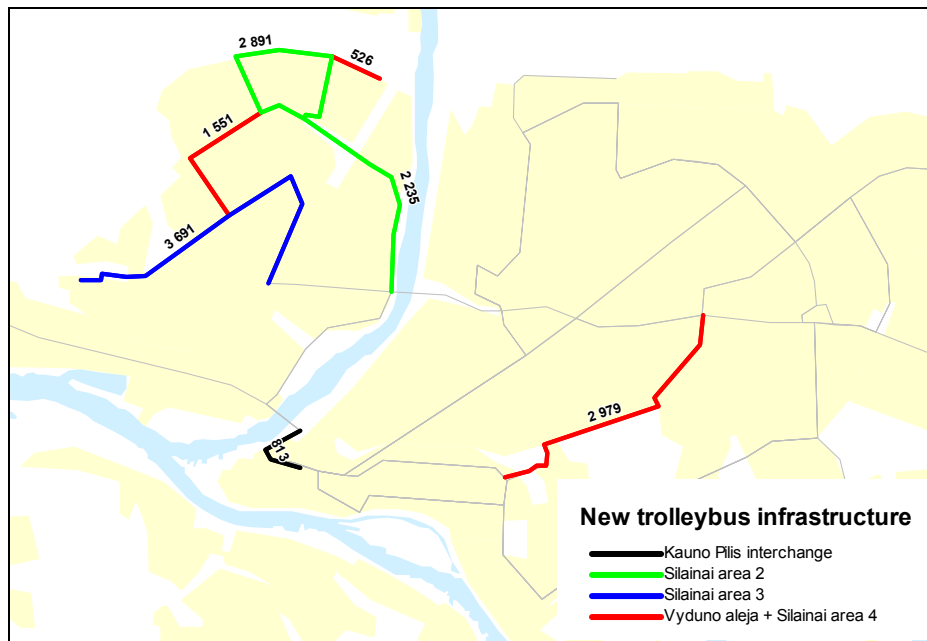 2 891
526
1 551
2 235
3 691
2 979
813
New trolleybus infrastructure
Kauno Pilis interchange
Silainai area 2
Silainai area 3
Vyduno aleja + Silainai area 4